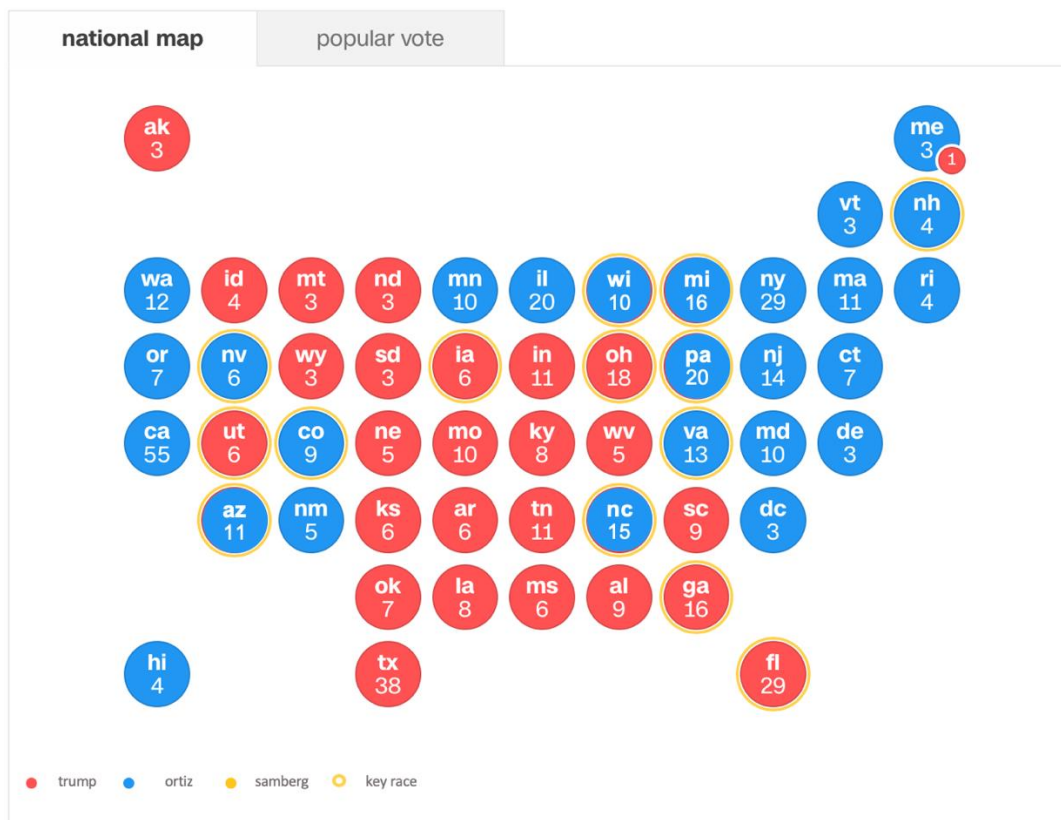 national map
popular vote
ak
3
me
3
1
vt
3
nh
4
wa
12
id
4
mt
3
nd
3
mn
10
il
20
wi
10
mi
16
ny
29
ma
11
ri
4
or
7
nv
6
wy
3
sd
3
ia
6
in
11
oh
18
pa
20
nj
14
ct
7
ca
55
ut
6
co
9
ne
5
mo
10
ky
8
wv
5
va
13
md
10
de
3
az
11
nm
5
ks
6
ar
6
tn
11
nc
15
sc
9
dc
3
ok
7
la
8
ms
6
al
9
ga
16
hi
4
tx
38
fl
29
trump ortiz samberg key race